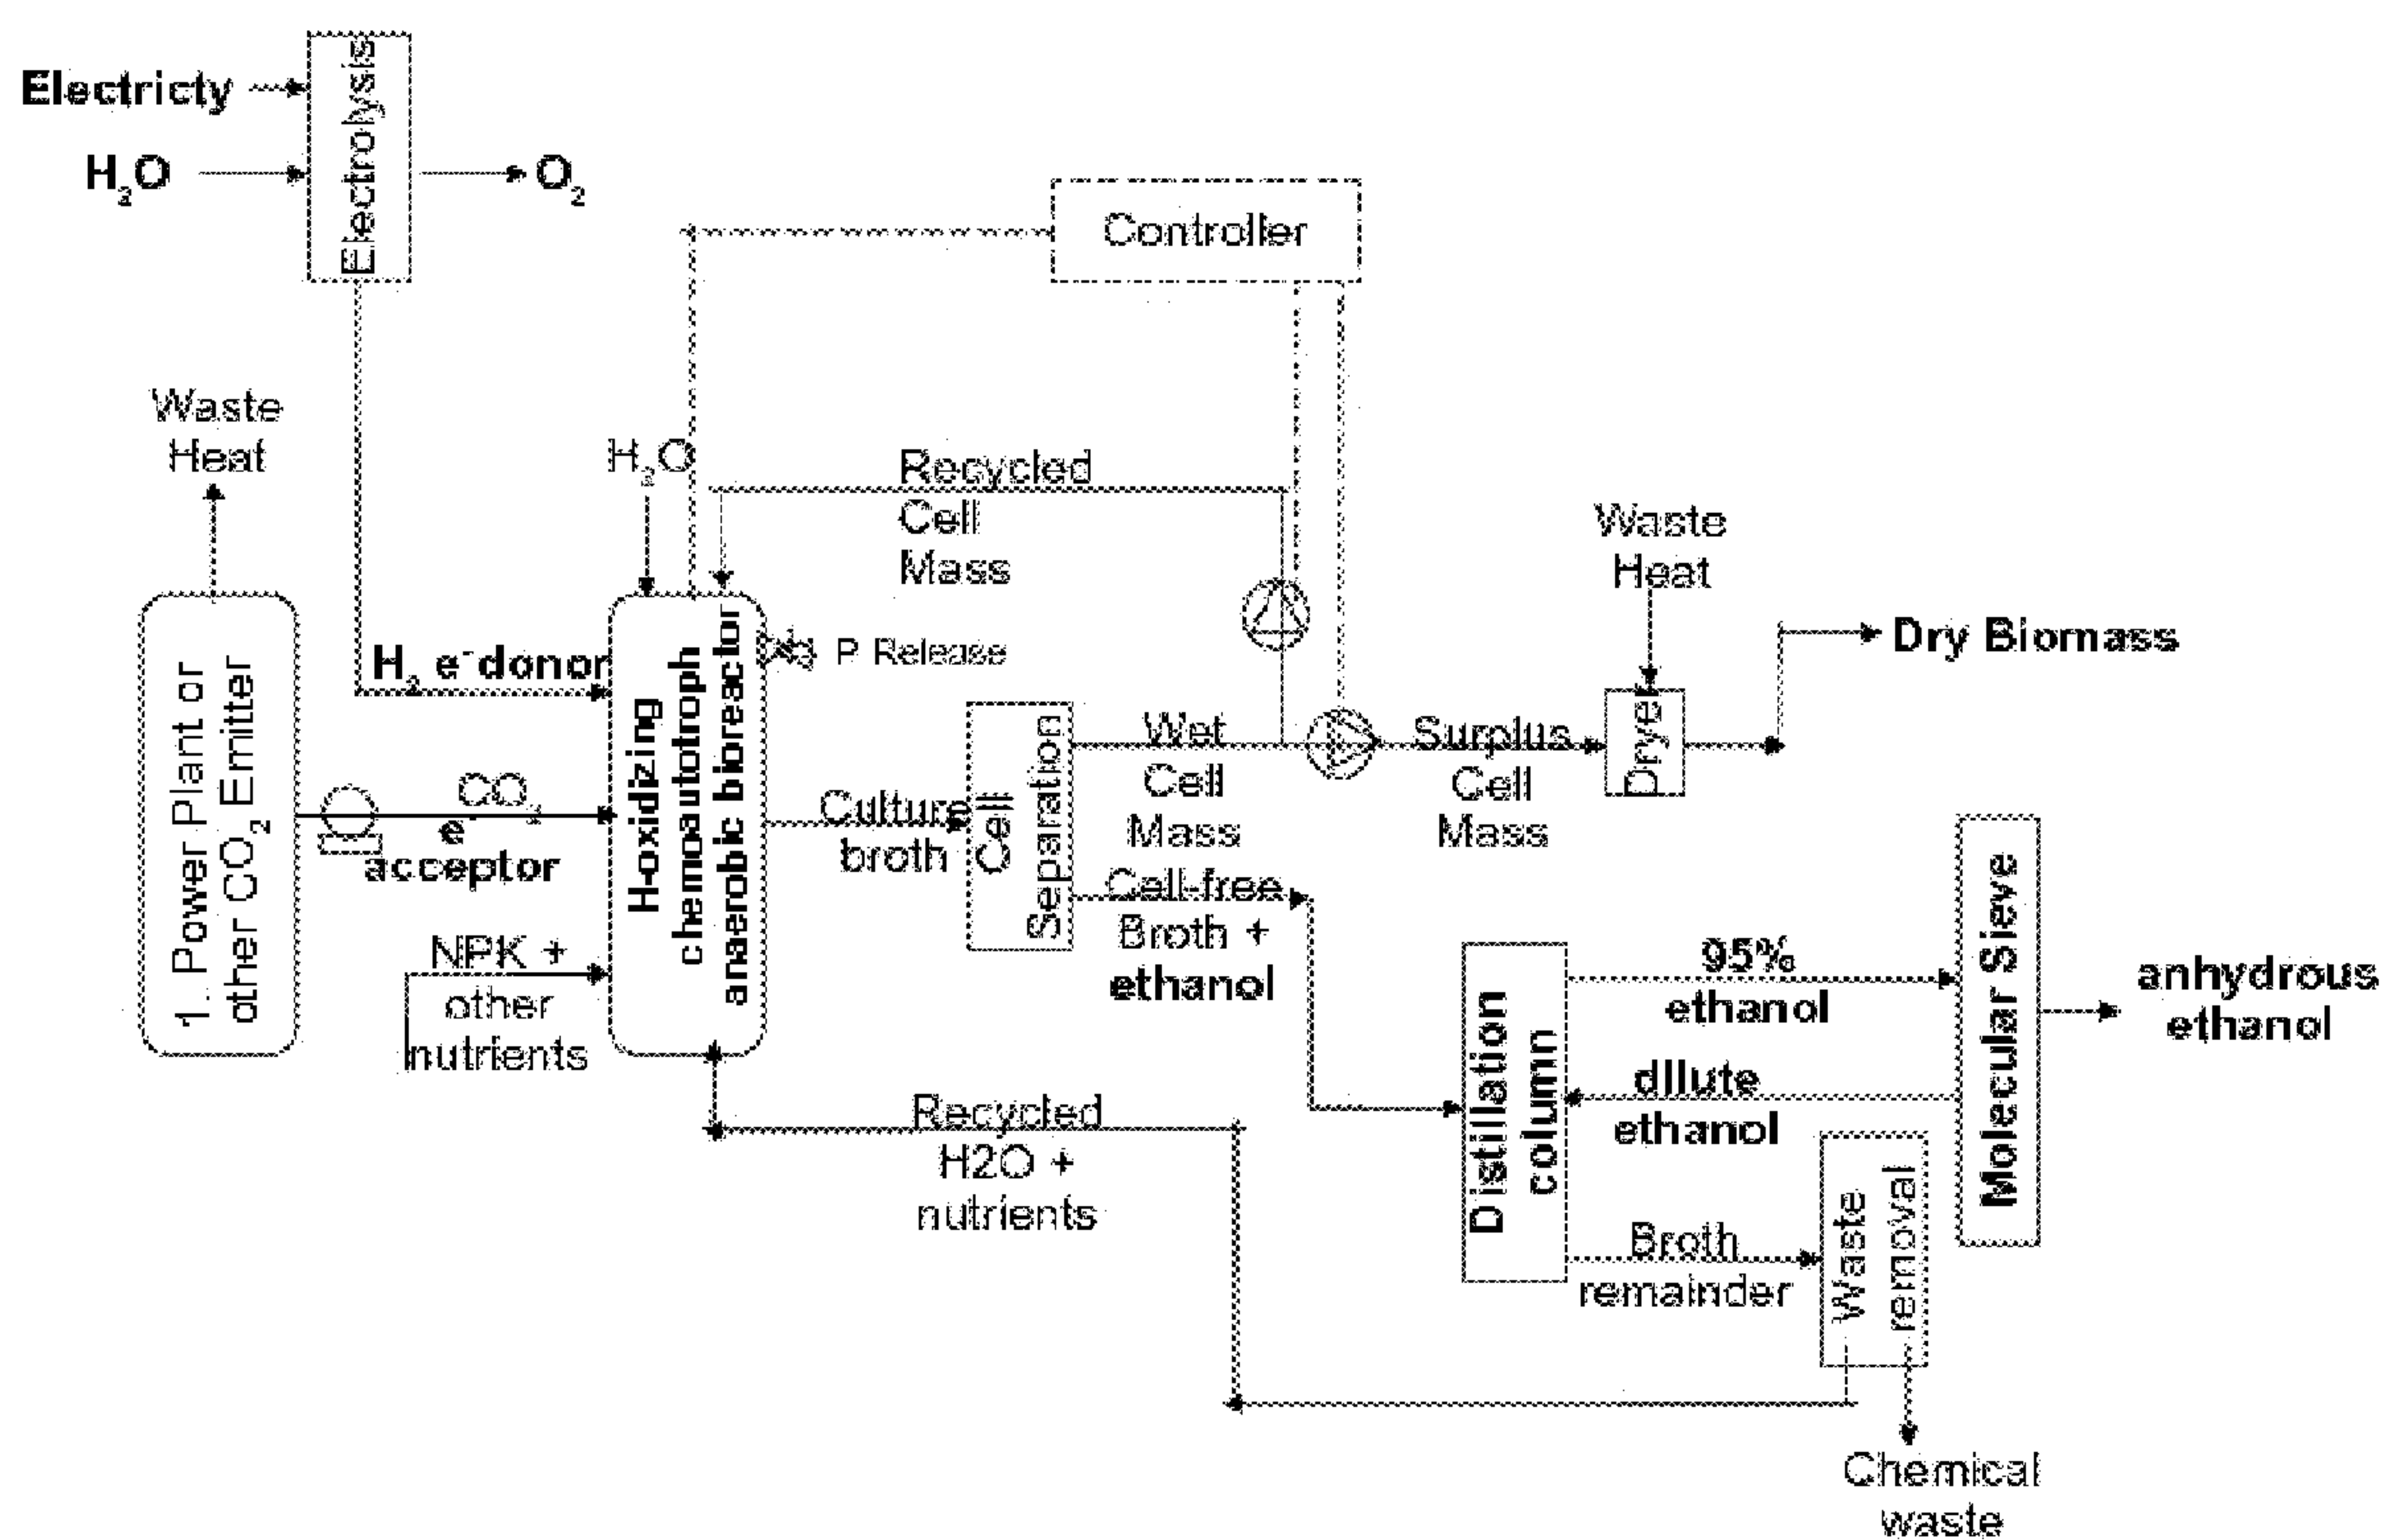 Electricty
H₂O
Electrolysis
O₂
Controller
Waste
Heat
H₂O
Recycled
Cell
Mass
Waste
Heat
P Release
Dry Biomass
H₂ e⁻ donor
1. Power Plant or
other CO₂ Emitter
H-oxidizing
chemoautotroph
anaerobic bioreactor
CO₂
e⁻
acceptor
Culture
broth
Cell
Separation
Wet
Cell
Mass
Surplus
Cell
Mass
Dryer
Cell-free
Broth +
ethanol
NPK +
other
nutrients
Distillation
column
95%
ethanol
dilute
ethanol
Molecular Sieve
anhydrous
ethanol
Recycled
H2O +
nutrients
Broth
remainder
Waste
removal
Chemical
waste